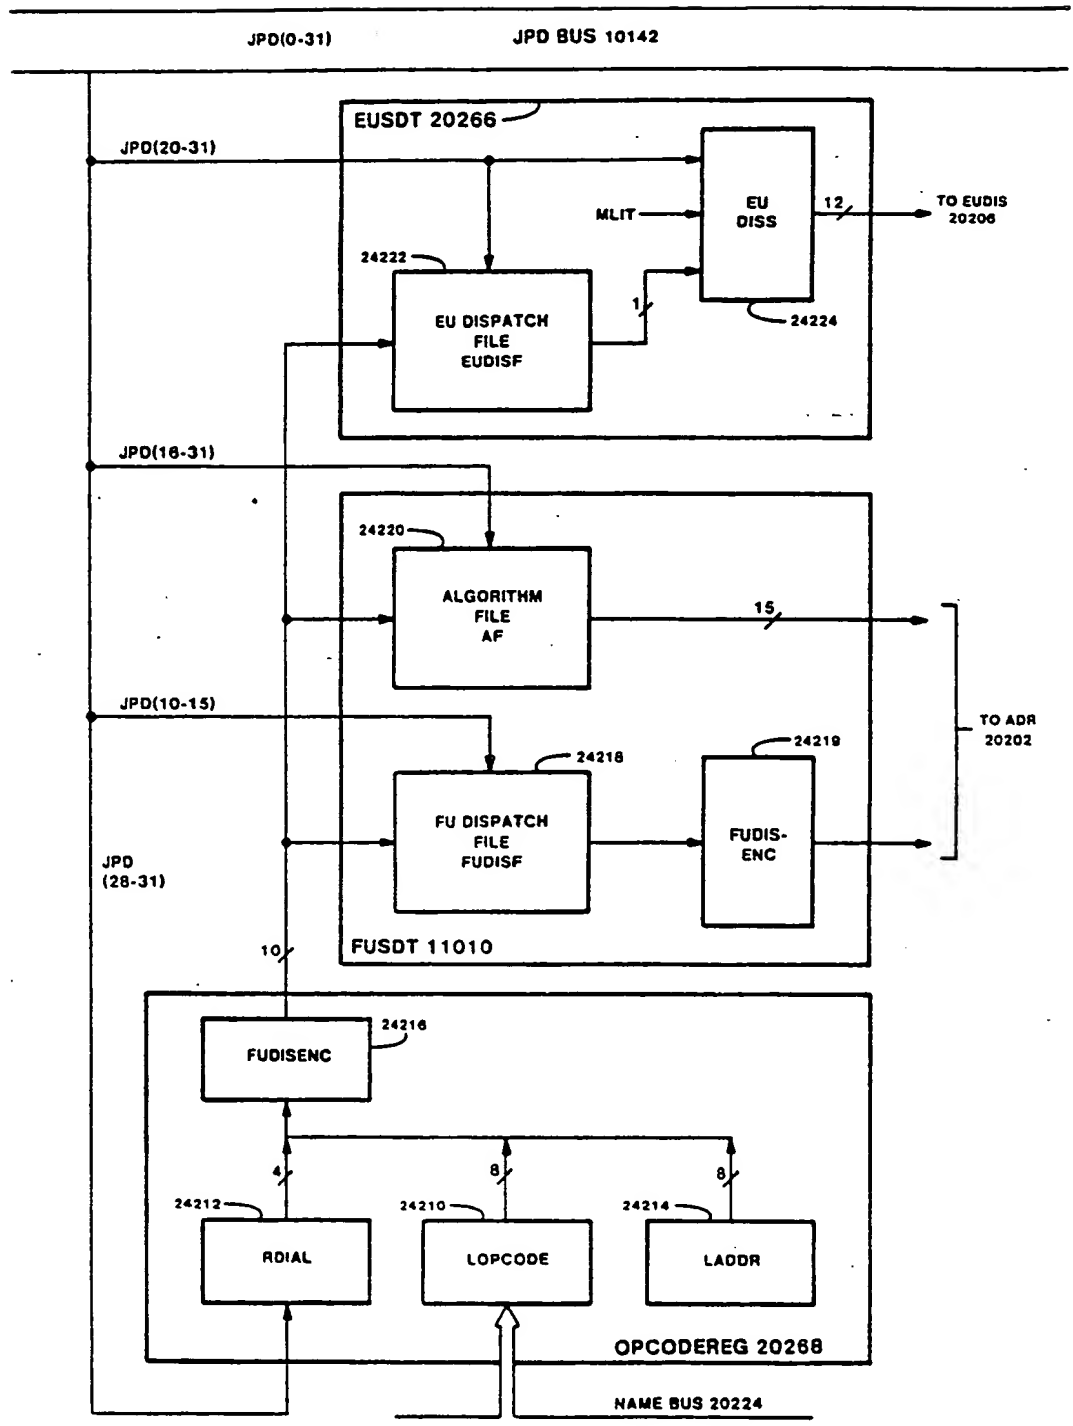 JPD(0-31)
JPD BUS 10142
EUSDT 20266
JPD(20-31)
EU
DISS
12
TO EUDIS
20206
MLIT
24222
1
24224
EU DISPATCH
FILE
EUDISF
JPD(16-31)
24220
ALGORITHM
FILE
AF
15
JPD(10-15)
TO ADR
20202
24218
24219
FU DISPATCH
FILE
FUDISF
FUDIS-
ENC
JPD
(28-31)
10
FUSDT 11010
24216
FUDISENC
4
8
8
24212
24210
24214
RDIAL
LOPCODE
LADDR
OPCODEREG 20268
NAME BUS 20224